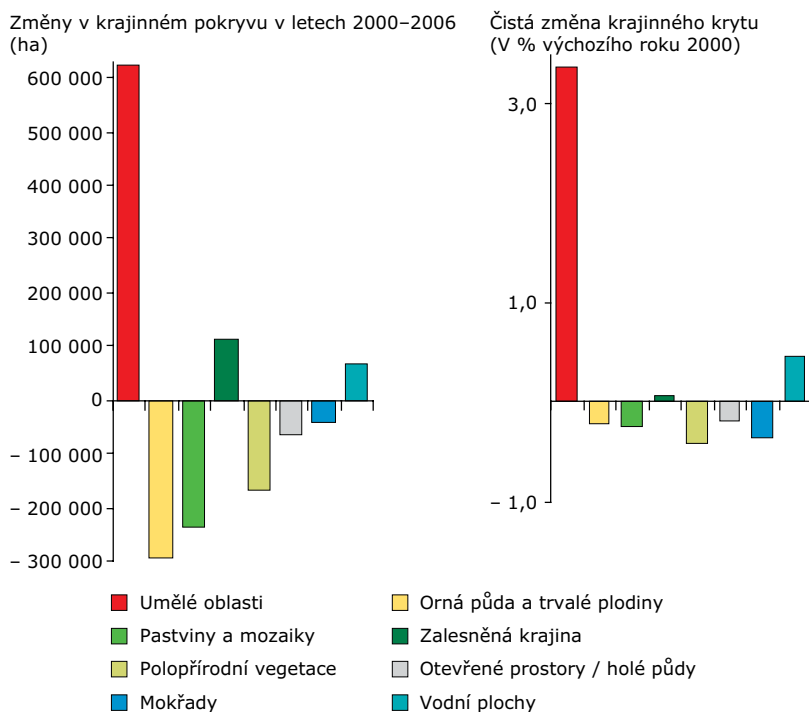 Změny v krajinném pokryvu v letech 2000–2006
(ha)
600 000
500 000
400 000
300 000
200 000
100 000
0
– 100 000
– 200 000
– 300 000
Čistá změna krajinného krytu
(V % výchozího roku 2000)
3,0
1,0
– 1,0
Umělé oblasti
Orná půda a trvalé plodiny
Pastviny a mozaiky
Zalesněná krajina
Polopřírodní vegetace
Otevřené prostory / holé půdy
Mokřady
Vodní plochy